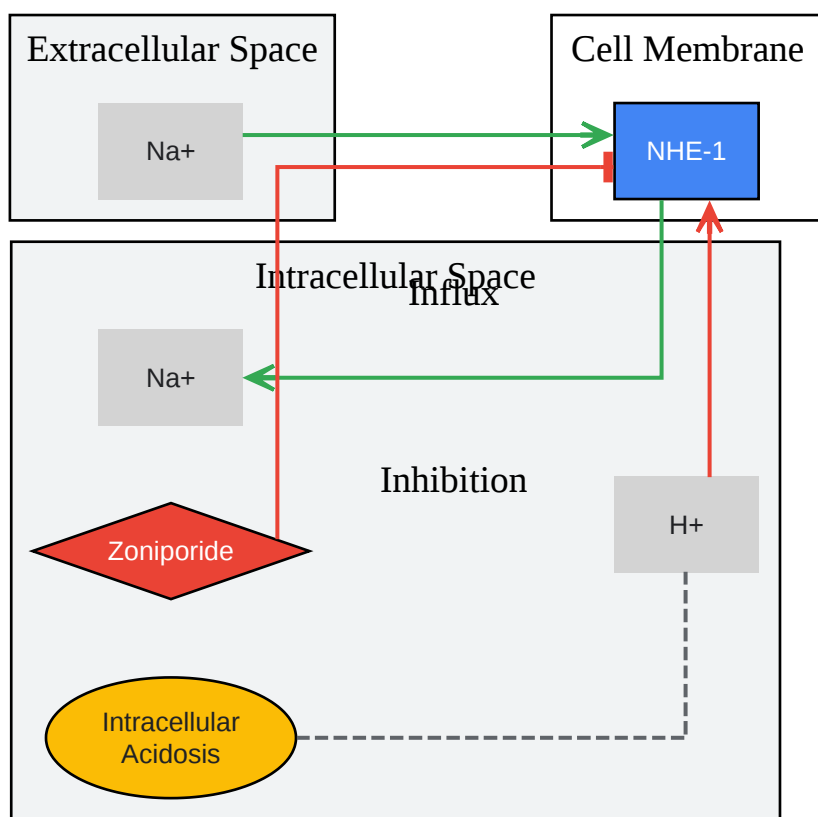 Extracellular Space
Cell Membrane
Na+
NHE-1
Intracellular Space
Influx
Na+
Inhibition
H+
Zoniporide
Intracellular
Acidosis